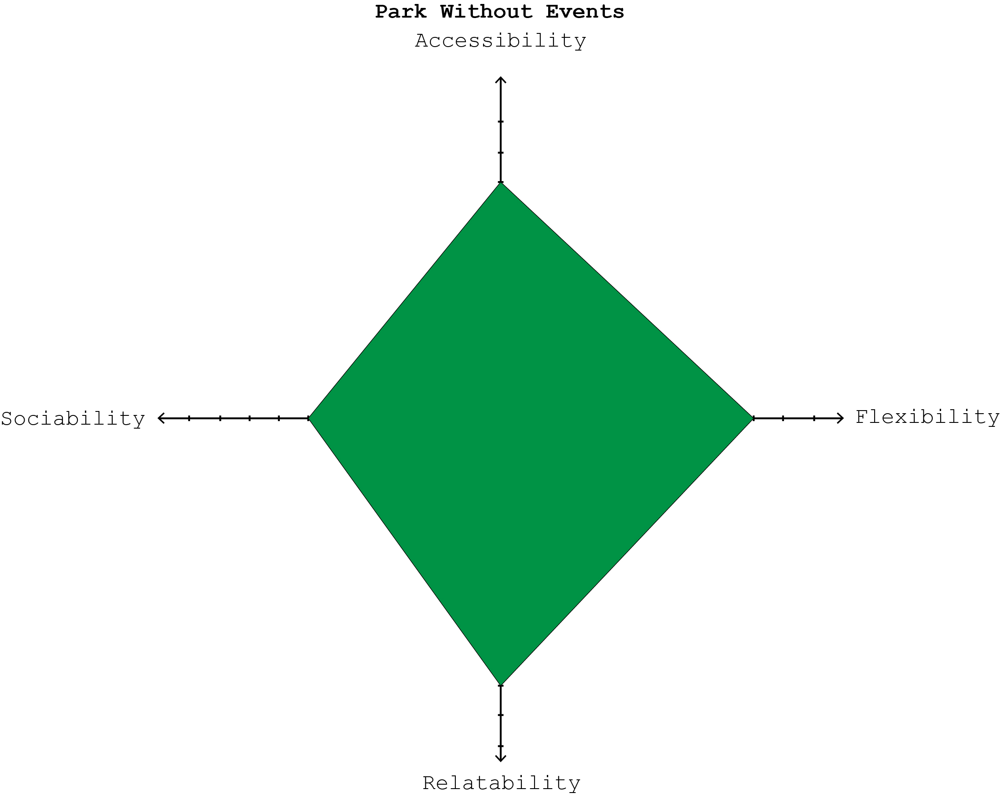 Park Without Events
Accessibility
Sociability
Flexibility
Relatability